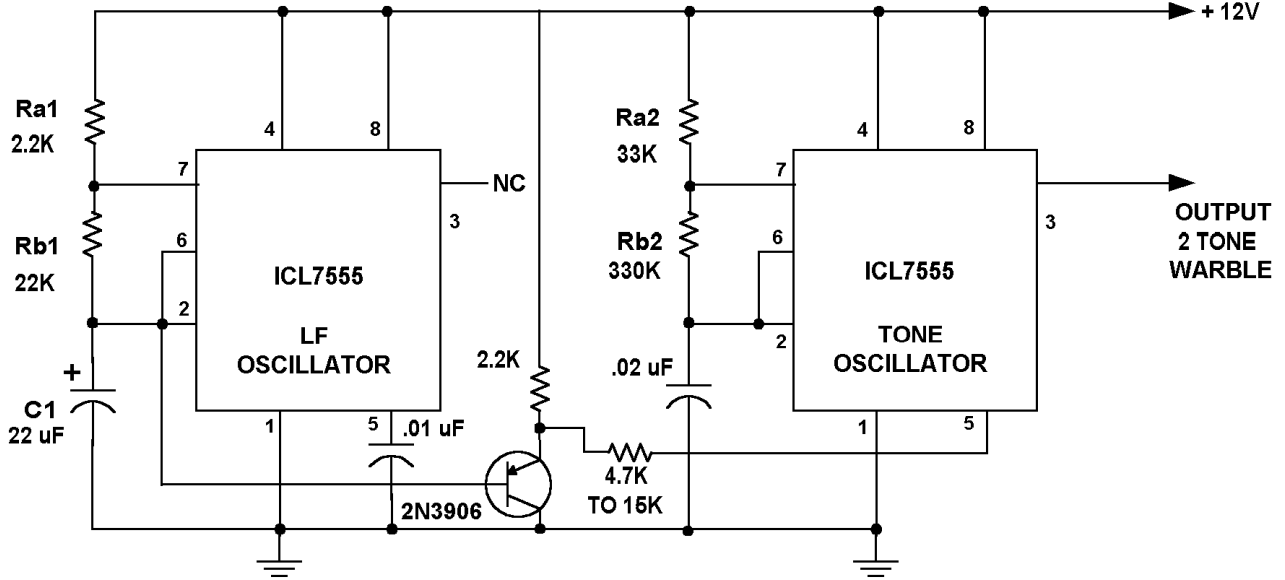 + 12V
Ra1
2.2K
4
8
7
NC
3
Rb1
22K
6
ICL7555
2
LF
OSCILLATOR
+
C1
22 uF
1
5
.01 uF
2N3906
2.2K
4.7K
TO 15K
Ra2
33K
4
8
7
3
OUTPUT
2 TONE
WARBLE
Rb2
330K
6
ICL7555
2
TONE
OSCILLATOR
.02 uF
1
5